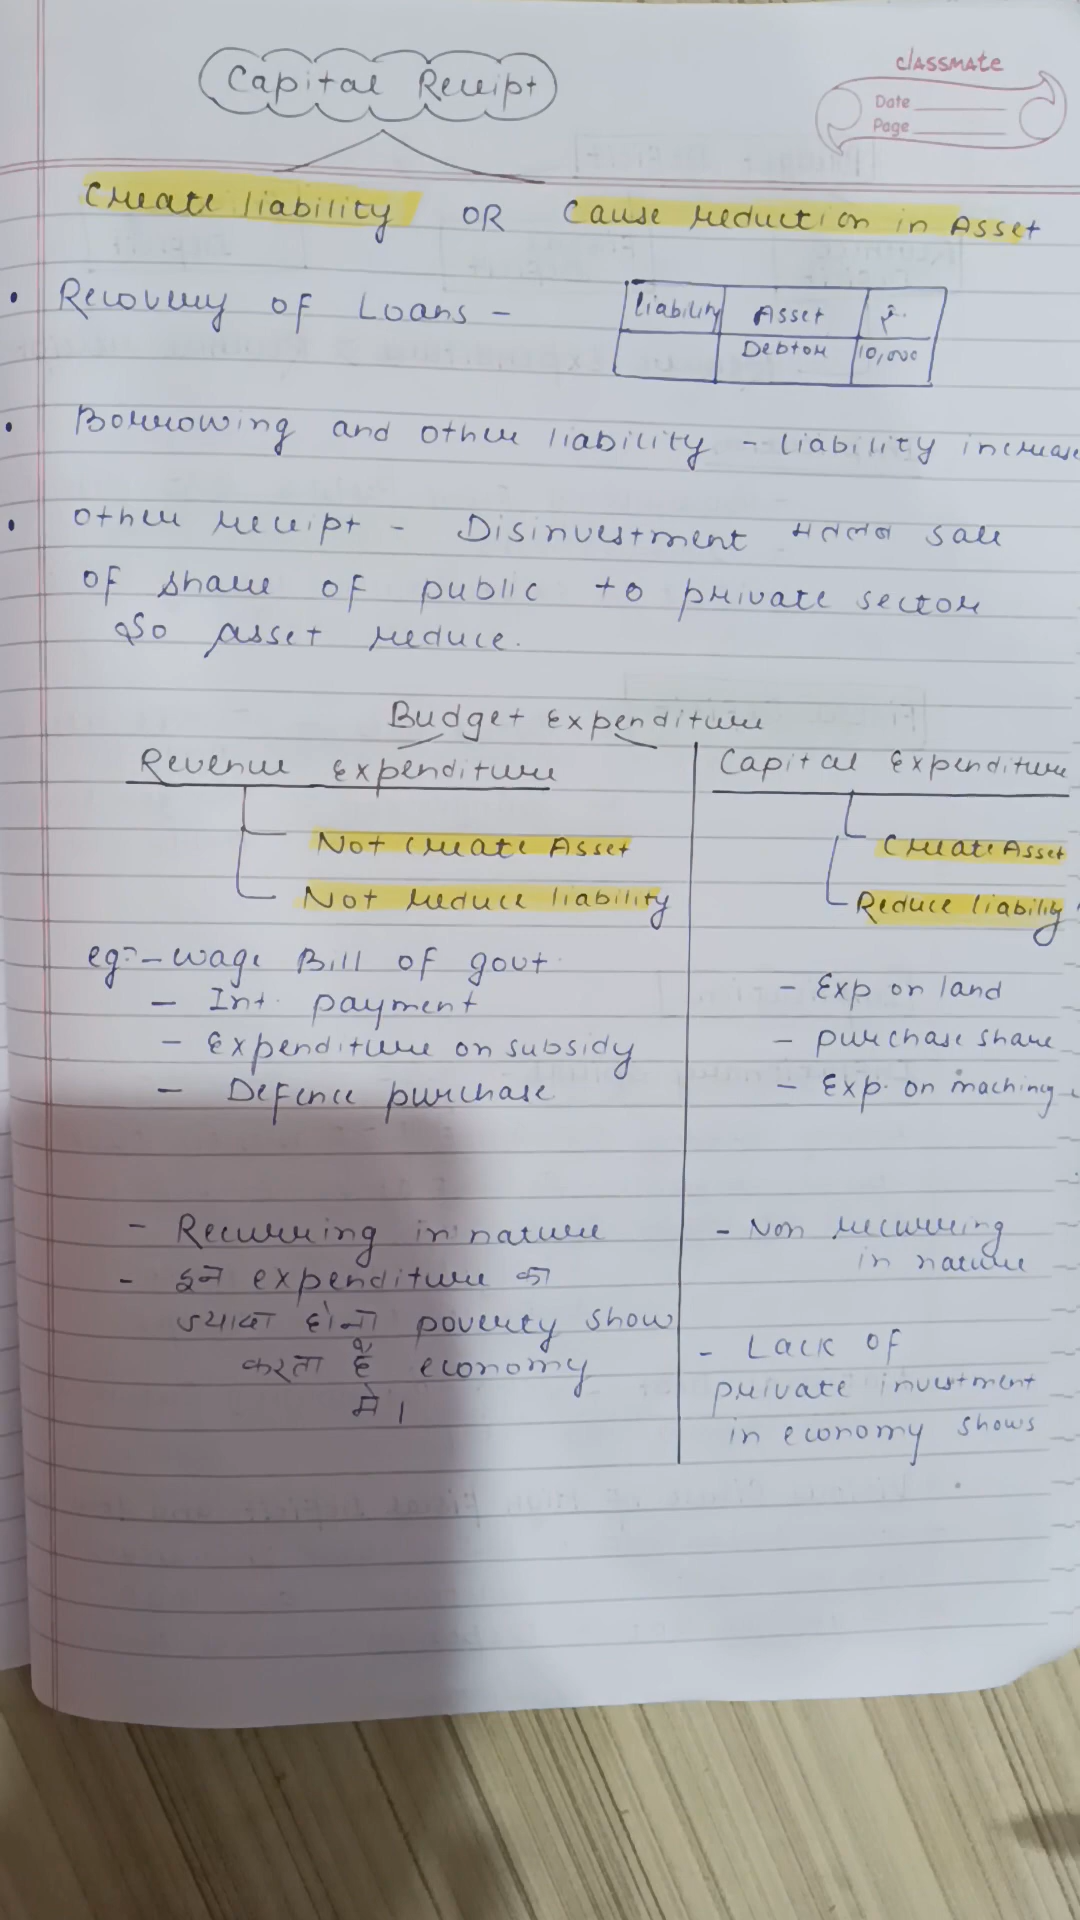 classmate
Date
Page
Capital Receipt
Create liability OR Cause reduction in Asset
• Recovery of Loans -
liability Asset ₹.
Debtor 10,000
• Borrowing and other liability - liability increase
• other receipt - Disinvestment मतलब sale
of share of public to private sector
So asset reduce.
Budget Expenditure
Revenue Expenditure
Capital Expenditure
Not create Asset
Not reduce liability
Create Asset
Reduce liability
eg:- wage Bill of govt.
- Int. payment
- Expenditure on subsidy
- Defence purchase
- Exp on land
- purchase share
- Exp. on maching
- Recurring in nature
- इन expenditure का
ज्यादा होना poverty show
करता है economy
में।
- Non recurring
in nature
- Lack of
private investment
in economy shows